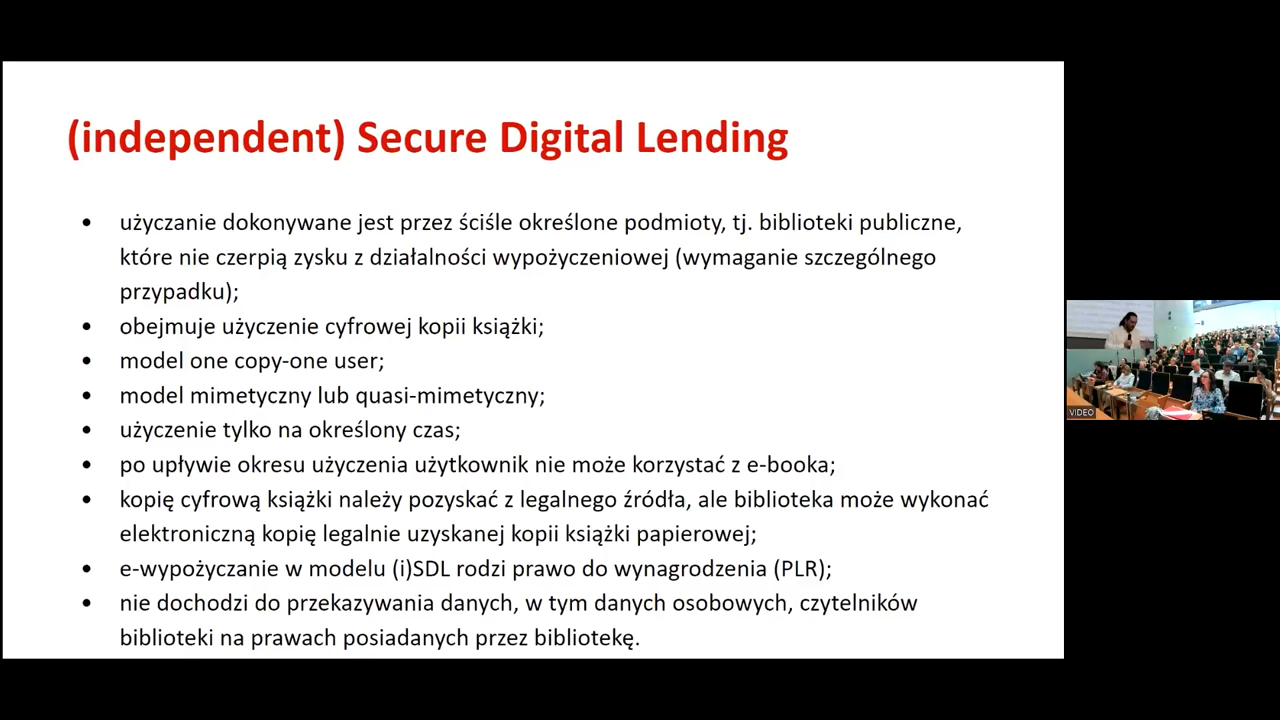 (independent) Secure Digital Lending
• użyczanie dokonywane jest przez ściśle określone podmioty, tj. biblioteki publiczne,
które nie czerpią zysku z działalności wypożyczeniowej (wymaganie szczególnego
przypadku);
• obejmuje użyczenie cyfrowej kopii książki;
• model one copy-one user;
• model mimetyczny lub quasi-mimetyczny;
• użyczenie tylko na określony czas;
• po upływie okresu użyczenia użytkownik nie może korzystać z e-booka;
• kopię cyfrową książki należy pozyskać z legalnego źródła, ale biblioteka może wykonać
elektroniczną kopię legalnie uzyskanej kopii książki papierowej;
• e-wypożyczanie w modelu (i)SDL rodzi prawo do wynagrodzenia (PLR);
• nie dochodzi do przekazywania danych, w tym danych osobowych, czytelników
biblioteki na prawach posiadanych przez bibliotekę.
VIDEO